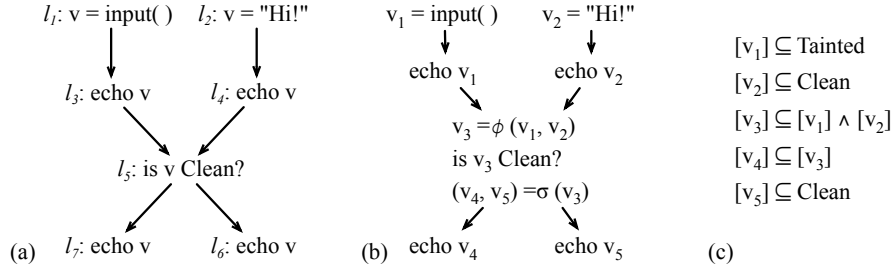 l1: v = input( )
l2: v = "Hi!"
l3: echo v
l4: echo v
l5: is v Clean?
l7: echo v
l6: echo v
(a)
v1 = input( )
v2 = "Hi!"
echo v1
echo v2
v3 =ϕ (v1, v2)
is v3 Clean?
(v4, v5) =σ (v3)
echo v4
echo v5
(b)
[v1] ⊆ Tainted
[v2] ⊆ Clean
[v3] ⊆ [v1] ∧ [v2]
[v4] ⊆ [v3]
[v5] ⊆ Clean
(c)